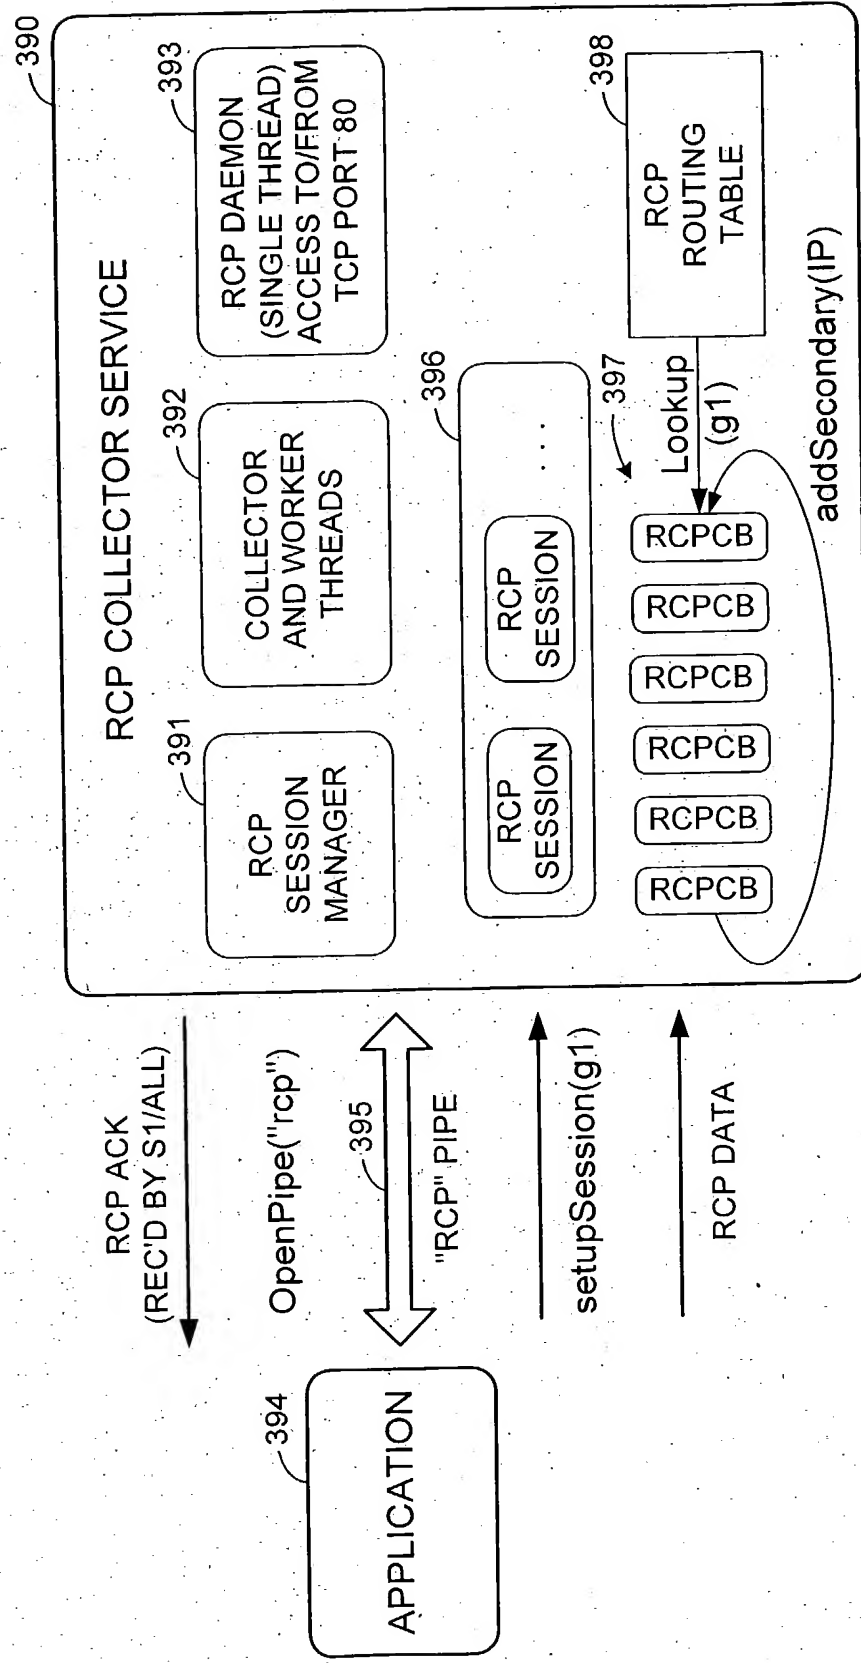 390
RCP COLLECTOR SERVICE
391
RCP
SESSION
MANAGER
392
COLLECTOR
AND WORKER
THREADS
393
RCP DAEMON
(SINGLE THREAD)
ACCESS TO/FROM
TCP PORT 80
RCP ACK
(REC'D BY S1/ALL)
OpenPipe("rcp")
395
"RCP" PIPE
394
APPLICATION
setupSession(g1)
RCP DATA
396
RCP
SESSION
RCP
SESSION
. . .
397
RCPCB
RCPCB
RCPCB
RCPCB
RCPCB
RCPCB
Lookup
(g1)
398
RCP
ROUTING
TABLE
addSecondary(IP)